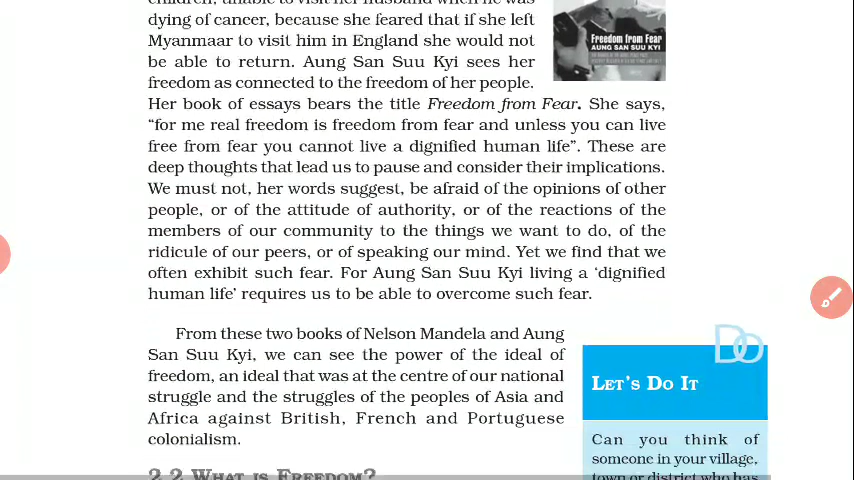 children, unable to visit her husband when he was
dying of cancer, because she feared that if she left
Myanmaar to visit him in England she would not
be able to return. Aung San Suu Kyi sees her
freedom as connected to the freedom of her people.
Freedom from Fear
AUNG SAN SUU KYI
Her book of essays bears the title Freedom from Fear. She says,
“for me real freedom is freedom from fear and unless you can live
free from fear you cannot live a dignified human life”. These are
deep thoughts that lead us to pause and consider their implications.
We must not, her words suggest, be afraid of the opinions of other
people, or of the attitude of authority, or of the reactions of the
members of our community to the things we want to do, of the
ridicule of our peers, or of speaking our mind. Yet we find that we
often exhibit such fear. For Aung San Suu Kyi living a ‘dignified
human life’ requires us to be able to overcome such fear.
From these two books of Nelson Mandela and Aung
San Suu Kyi, we can see the power of the ideal of
freedom, an ideal that was at the centre of our national
struggle and the struggles of the peoples of Asia and
Africa against British, French and Portuguese
colonialism.
2.2 WHAT IS FREEDOM?
Do
LET'S DO IT
Can you think of
someone in your village,
town or district who has